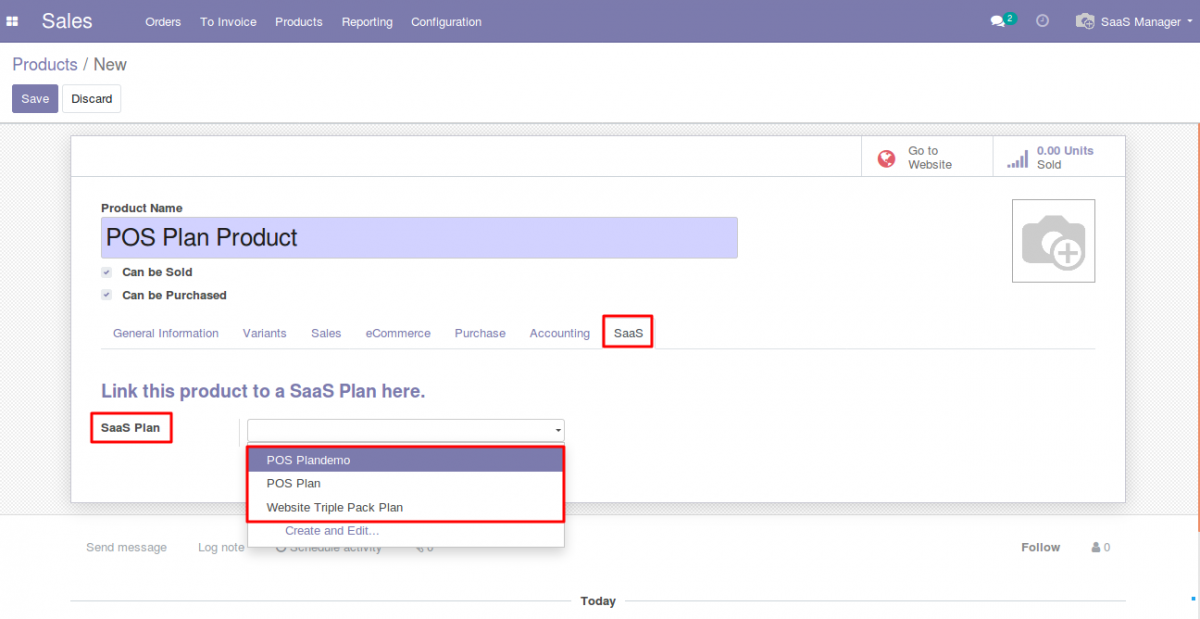 Sales Orders To Invoice Products Reporting Configuration 2 SaaS Manager
Products / New
Save Discard
Go to
Website
0.00 Units
Sold
Product Name
POS Plan Product
Can be Sold
Can be Purchased
General Information Variants Sales eCommerce Purchase Accounting SaaS
Link this product to a SaaS Plan here.
SaaS Plan
POS Plandemo
POS Plan
Website Triple Pack Plan
Create and Edit...
Send message Log note Schedule activity 0 Follow 0
Today